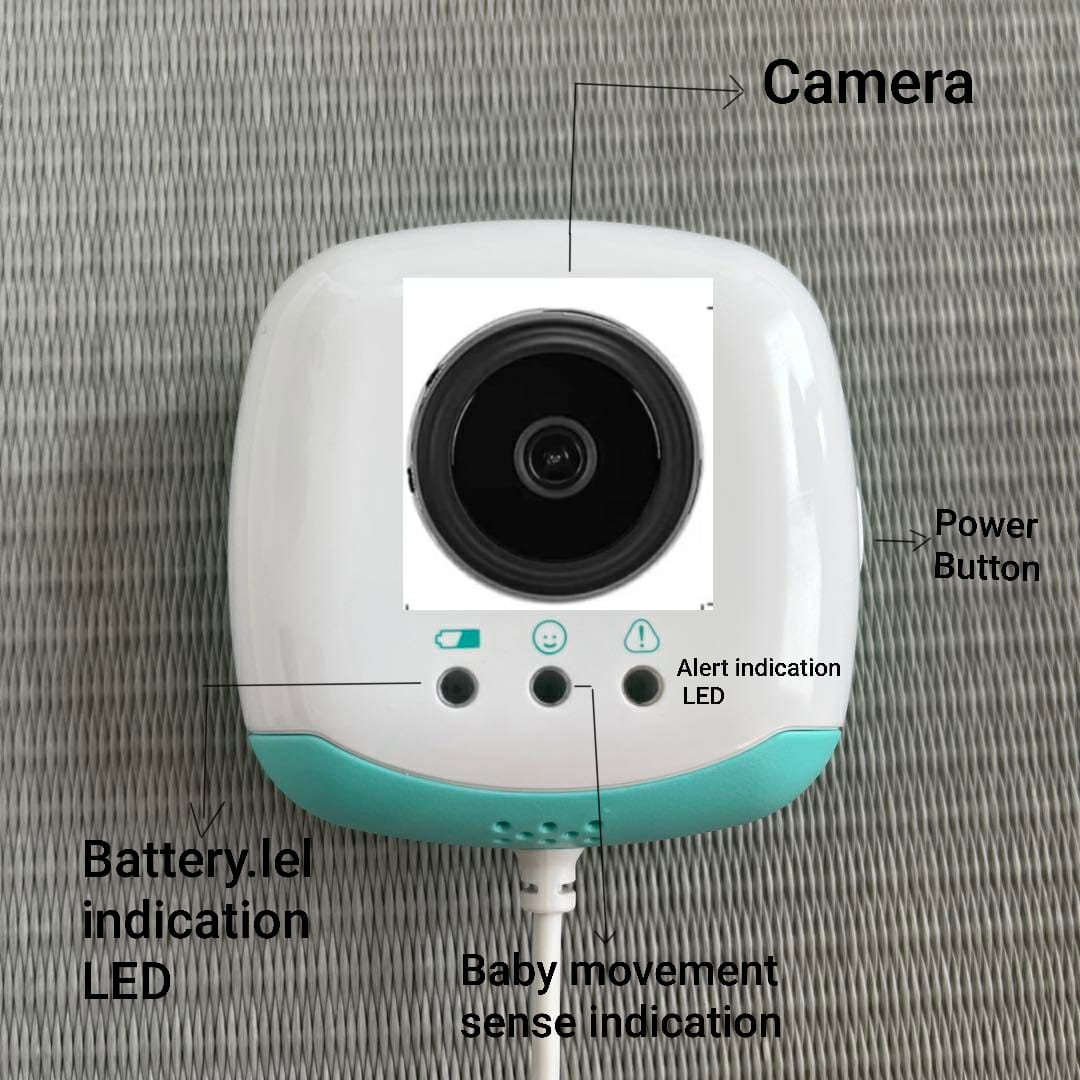 Camera
Power
Button
Alert indication
LED
Battery.lel
indication
LED
Baby movement
sense indication